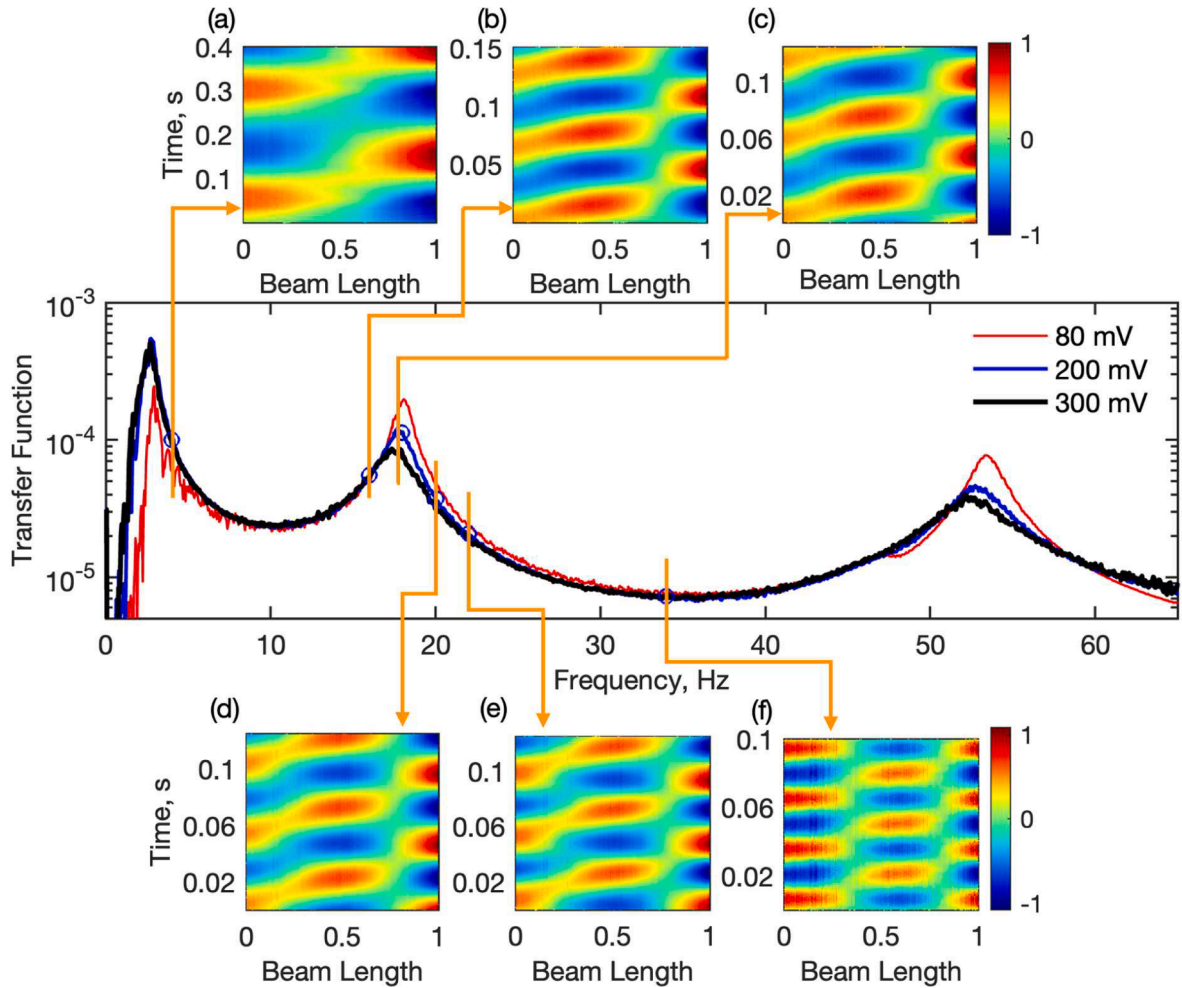 (a) (b) (c)
0.4
0.3
0.2
0.1
Time, s
0 0.5 1
Beam Length
0.15
0.1
0.05
0 0.5 1
Beam Length
0.1
0.06
0.02
0 0.5 1
Beam Length
1
0
-1
10-3
10-4
10-5
Transfer Function
80 mV
200 mV
300 mV
0 10 20 30 40 50 60
Frequency, Hz
(d) (e) (f)
0.1
0.06
0.02
Time, s
0 0.5 1
Beam Length
0.1
0.06
0.02
0 0.5 1
Beam Length
0.1
0.06
0.02
0 0.5 1
Beam Length
1
0
-1